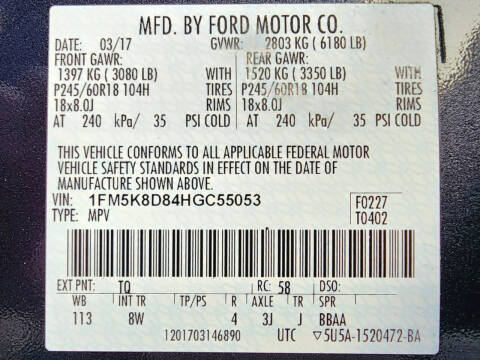 MFD. BY FORD MOTOR CO.
DATE: 03/17 GVWR: 2803 KG ( 6180 LB)
FRONT GAWR: REAR GAWR:
1397 KG ( 3080 LB) WITH 1520 KG ( 3350 LB) WITH
P245/60R18 104H TIRES P245/60R18 104H TIRES
18x8.0J RIMS 18x8.0J RIMS
AT 240 kPa/ 35 PSI COLD AT 240 kPa/ 35 PSI COLD
THIS VEHICLE CONFORMS TO ALL APPLICABLE FEDERAL MOTOR
VEHICLE SAFETY STANDARDS IN EFFECT ON THE DATE OF
MANUFACTURE SHOWN ABOVE.
VIN: 1FM5K8D84HGC55053 F0227
TYPE: MPV T0402
EXT PNT: TQ RC: 58 DSO:
WB INT TR TP/PS R AXLE TR SPR
113 8W 4 3J J BBAA
1201703146890 UTC ▽5U5A-1520472-BA